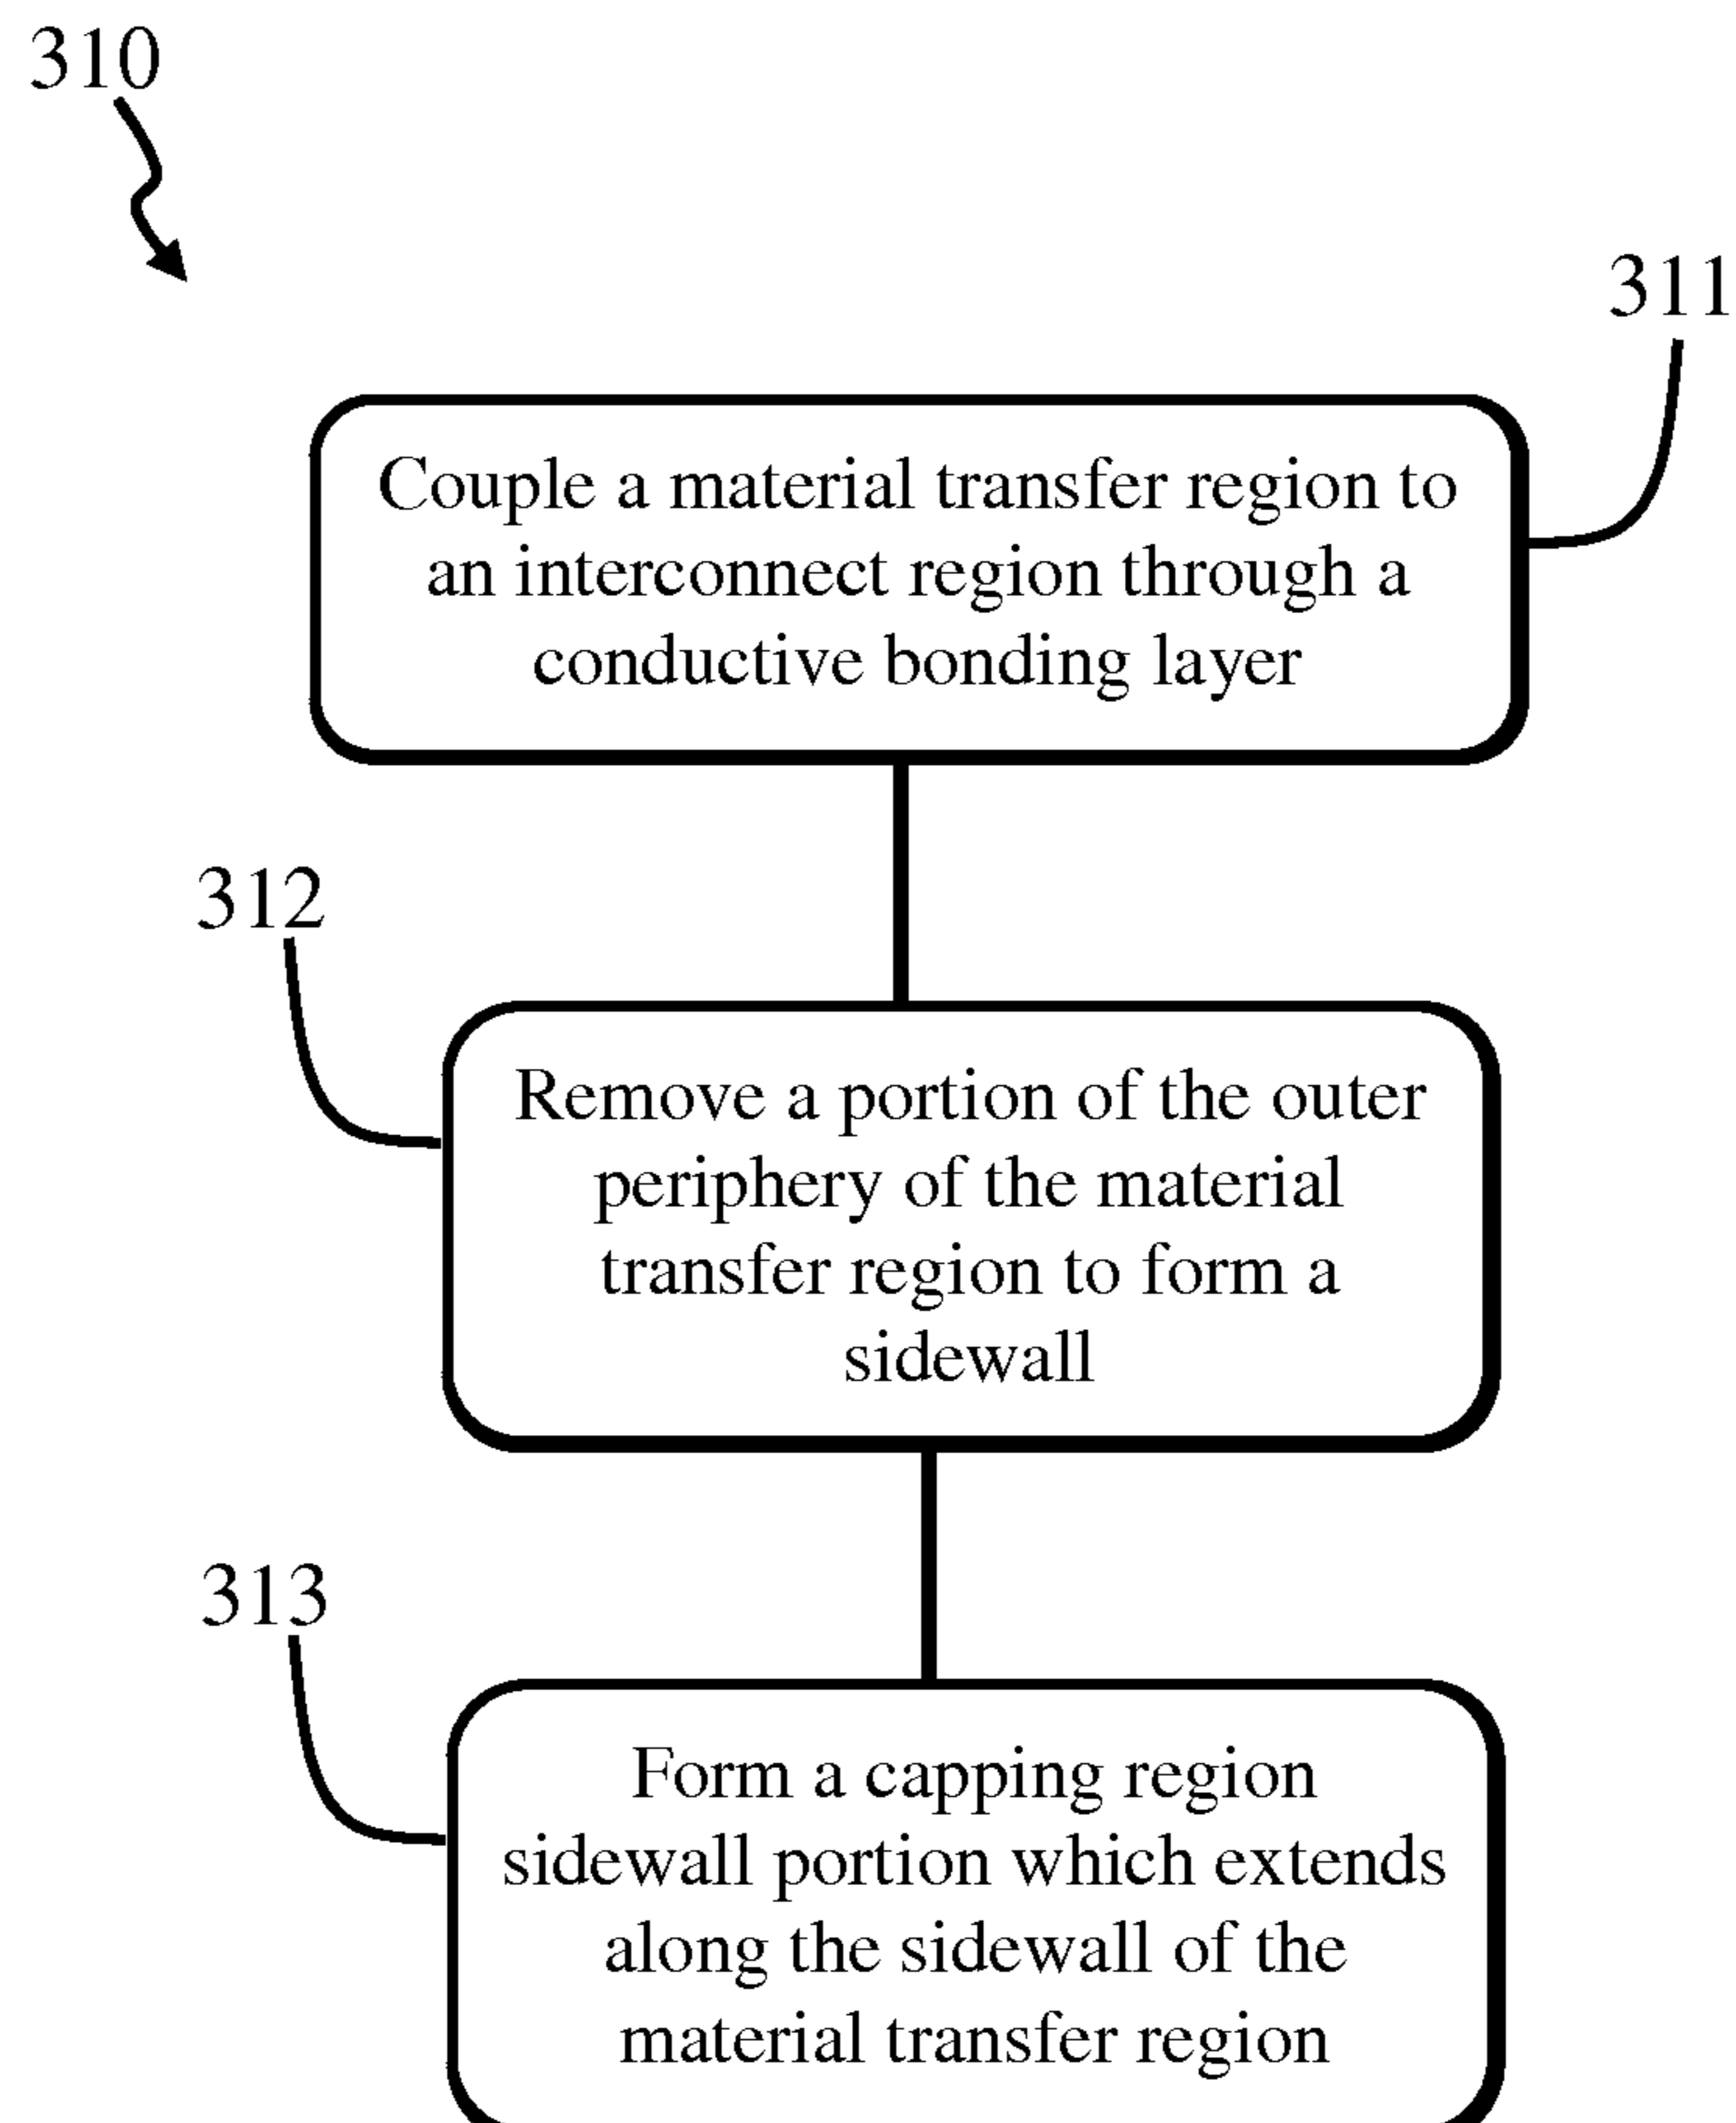 310
311
Couple a material transfer region to
an interconnect region through a
conductive bonding layer
312
Remove a portion of the outer
periphery of the material
transfer region to form a
sidewall
313
Form a capping region
sidewall portion which extends
along the sidewall of the
material transfer region